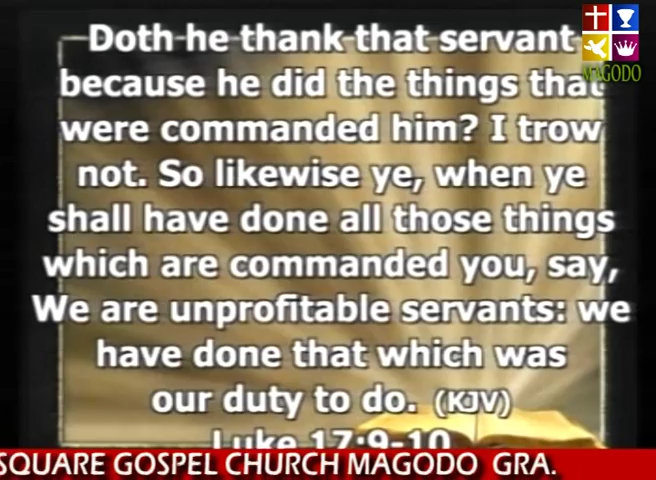 Doth he thank that servant
because he did the things that
were commanded him? I trow
not. So likewise ye, when ye
shall have done all those things
which are commanded you, say,
We are unprofitable servants: we
have done that which was
our duty to do. (KJV)
Luke 17:9-10
SQUARE GOSPEL CHURCH MAGODO GRA.
MAGODO